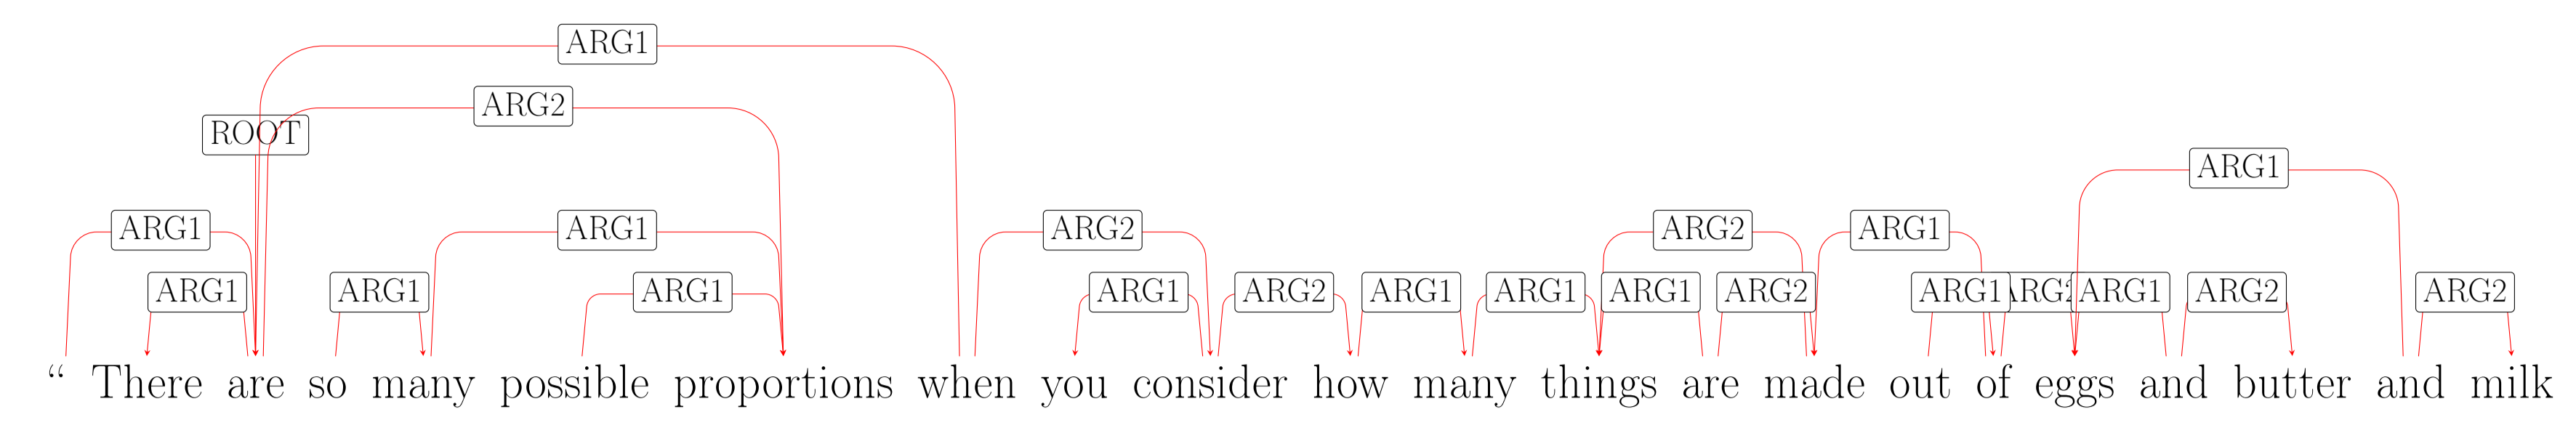 ARG1
ARG2
ROOT
ARG1
ARG1 ARG1 ARG2 ARG2 ARG1
ARG1 ARG1 ARG1 ARG1 ARG2 ARG1 ARG1 ARG1 ARG2 ARG1 ARG2 ARG1 ARG2 ARG2
“ There are so many possible proportions when you consider how many things are made out of eggs and butter and milk